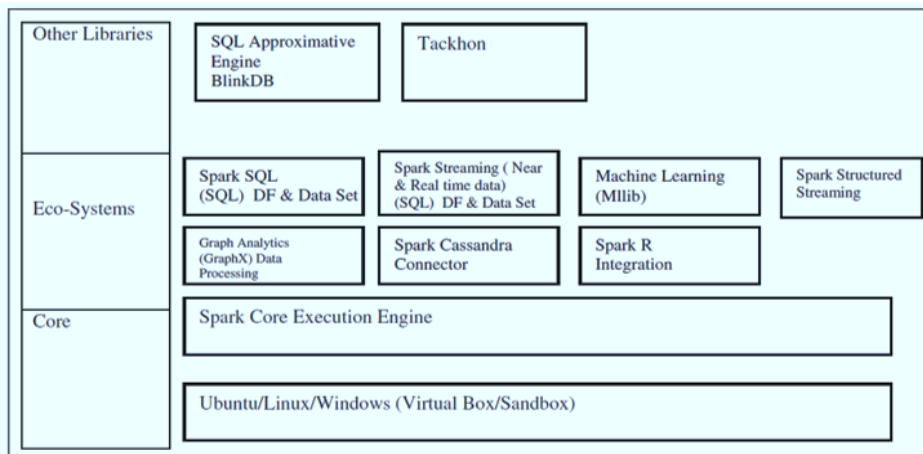 Other Libraries
SQL Approximative
Engine
BlinkDB
Tackhon
Eco-Systems
Spark SQL
(SQL) DF & Data Set
Spark Streaming ( Near
& Real time data)
(SQL) DF & Data Set
Machine Learning
(MIlib)
Spark Structured
Streaming
Graph Analytics
(GraphX) Data
Processing
Spark Cassandra
Connector
Spark R
Integration
Core
Spark Core Execution Engine
Ubuntu/Linux/Windows (Virtual Box/Sandbox)